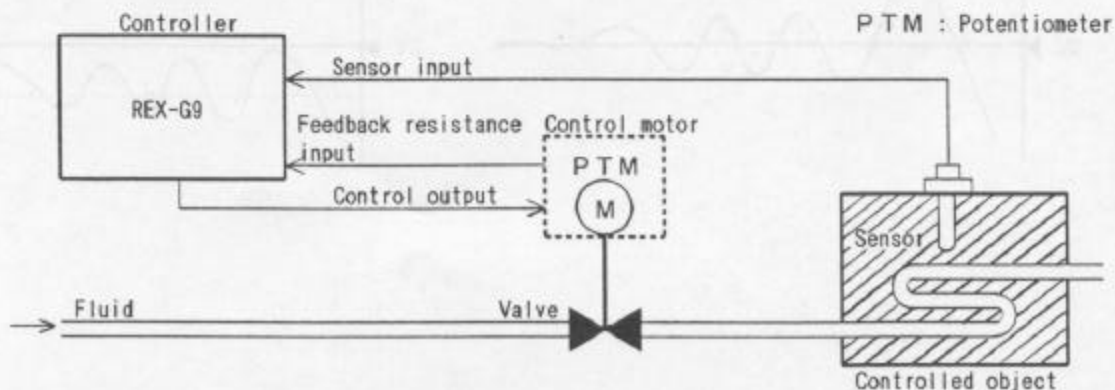 Controller
PTM : Potentiometer
Sensor input
REX-G9
Feedback resistance input
Control motor
PTM
Control output
M
Sensor
Fluid
Valve
Controlled object